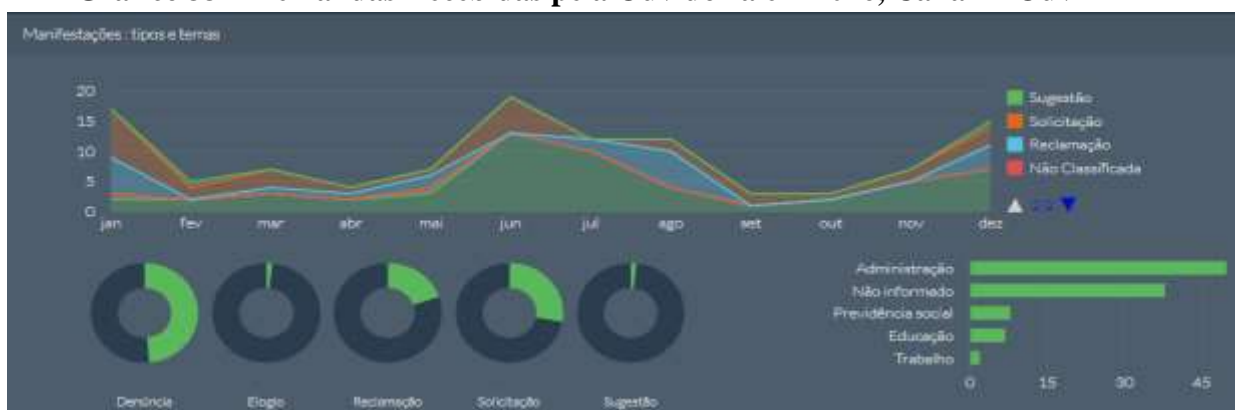 Manifestações : tipos e temas
20
15
10
5
0
jan fev mar abr mai jun jul ago set out nov dez
Sugestão
Solicitação
Reclamação
Não Classificada
Denúncia Elogio Reclamação Solicitação Sugestão
Administração
Não informado
Previdência social
Educação
Trabalho
0 15 30 45